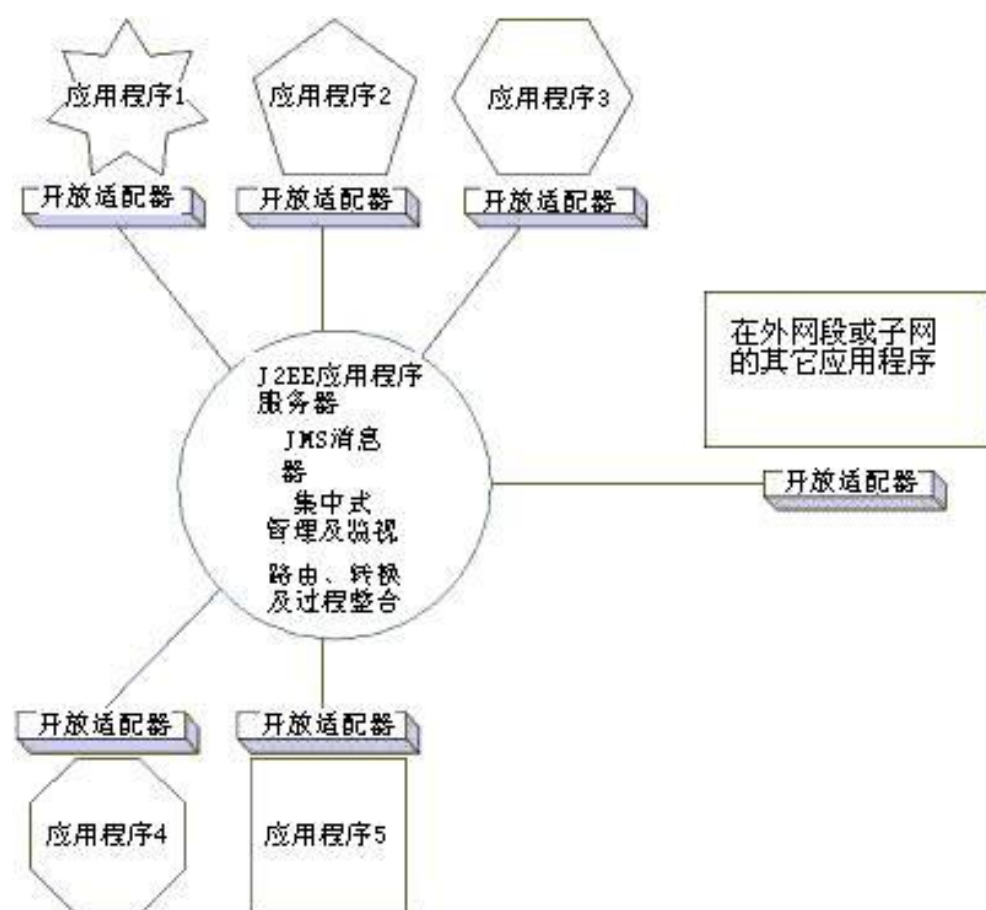 应用程序1
应用程序2
应用程序3
开放适配器
开放适配器
开放适配器
在外网段或子网
的其它应用程序
J2EE应用程序
服务器
JMS消息
器
集中式
管理及监视
路由、转换
及过程整合
开放适配器
开放适配器
开放适配器
应用程序4
应用程序5